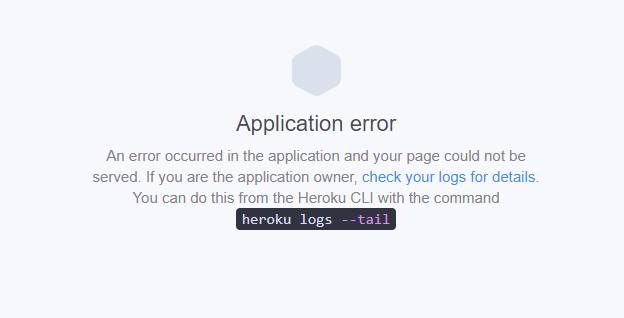 Application error
An error occurred in the application and your page could not be
served. If you are the application owner, check your logs for details.
You can do this from the Heroku CLI with the command
heroku logs --tail